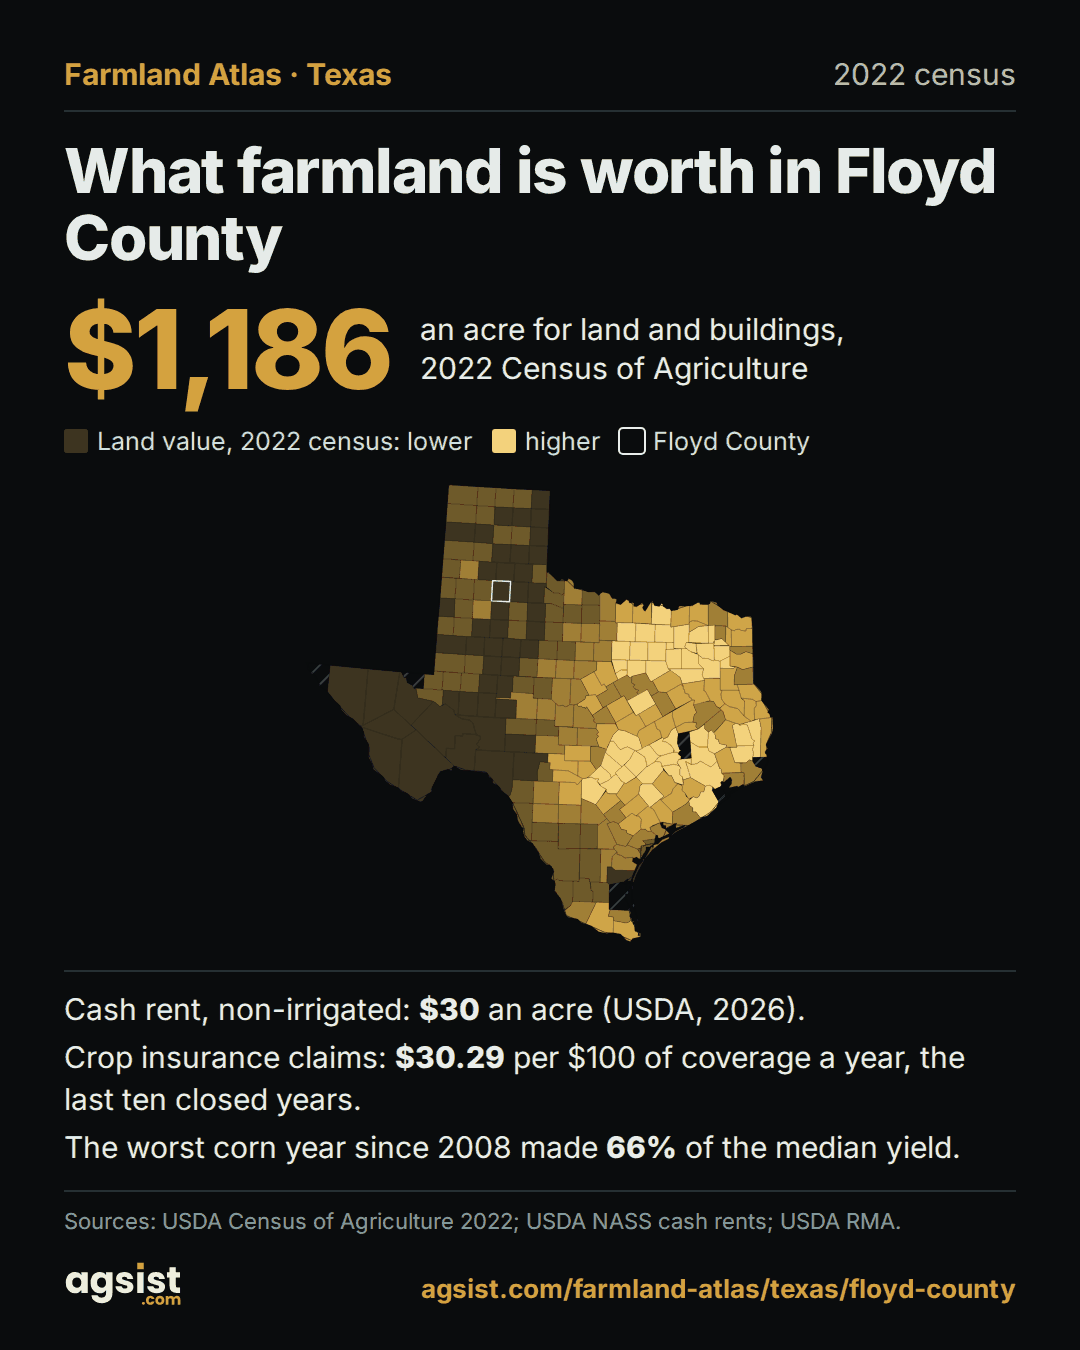 Farmland Atlas · Texas
2022 census
What farmland is worth in Floyd
County
$1,186
an acre for land and buildings,
2022 Census of Agriculture
Land value, 2022 census: lower
higher
Floyd County
Cash rent, non-irrigated: $30 an acre (USDA, 2026).
Crop insurance claims: $30.29 per $100 of coverage a year, the
last ten closed years.
The worst corn year since 2008 made 66% of the median yield.
Sources: USDA Census of Agriculture 2022; USDA NASS cash rents; USDA RMA.
agsist
.com
agsist.com/farmland-atlas/texas/floyd-county